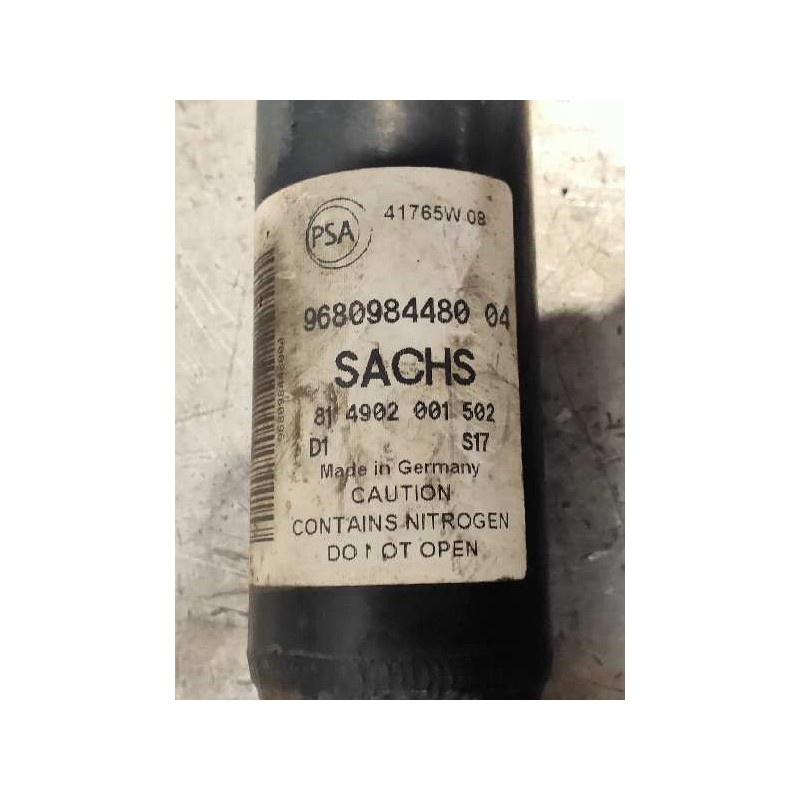 PSA
41765W 08
9680984480 04
SACHS
81 4902 001 502
D1 S17
Made in Germany
CAUTION
CONTAINS NITROGEN
DO NOT OPEN
968098448004